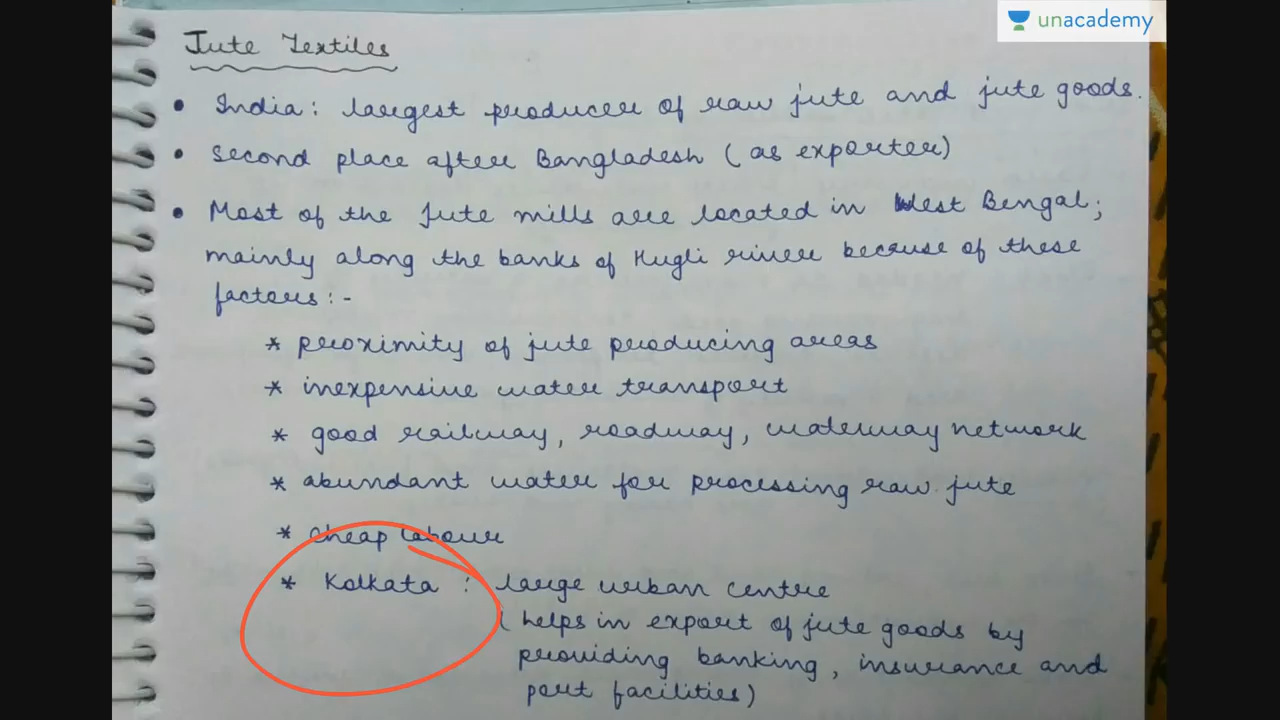 unacademy
Jute Textiles
• India: largest producer of raw jute and jute goods.
• second place after Bangladesh (as exporter)
• Most of the jute mills are located in West Bengal;
mainly along the banks of Hugli river because of these
factors:-
* proximity of jute producing areas
* inexpensive water transport
* good railway, roadway, waterway network
* abundant water for processing raw jute
* cheap labour
* Kolkata : large urban centre
( helps in export of jute goods by
providing banking, insurance and
port facilities)